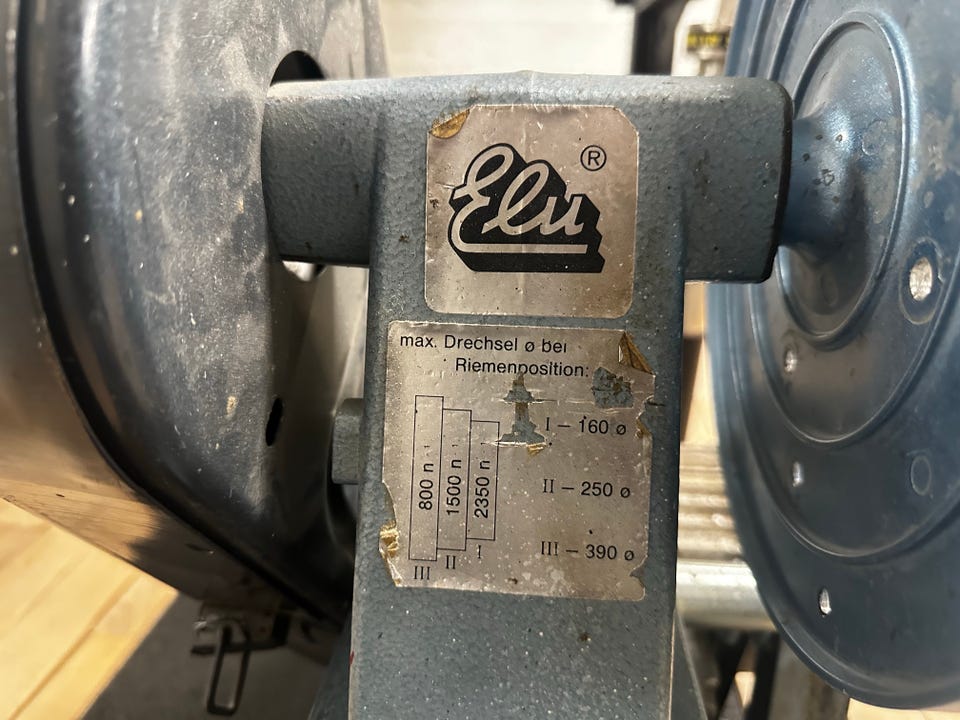 Elu ®
max. Drechsel ø bei
Riemenposition:
I – 160 ø
II – 250 ø
III – 390 ø
800 n
1500 n
2350 n
III II I